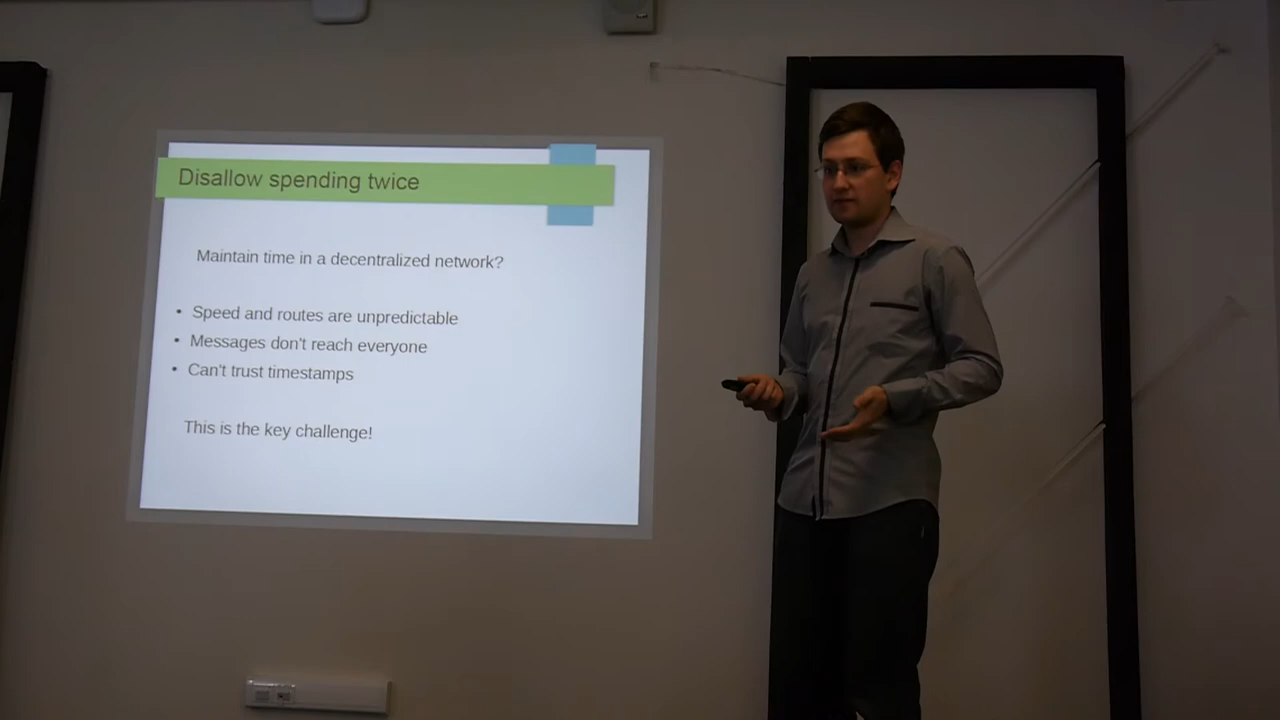 Disallow spending twice
Maintain time in a decentralized network?
• Speed and routes are unpredictable
• Messages don't reach everyone
• Can't trust timestamps
This is the key challenge!